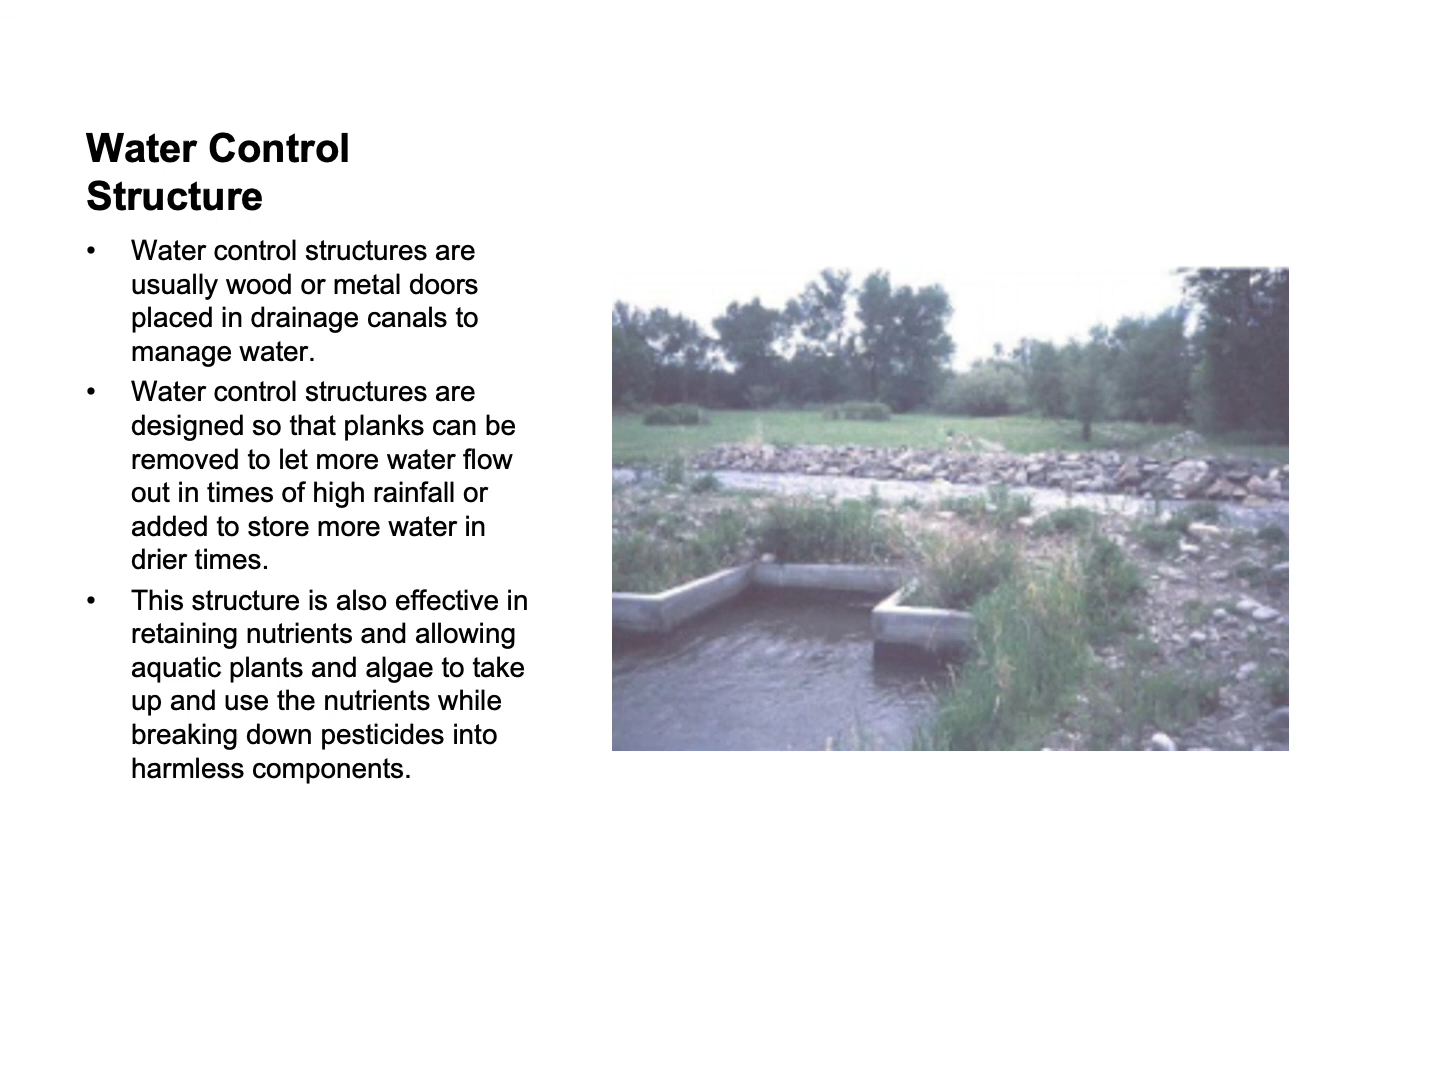 Water Control
Structure
• Water control structures are
usually wood or metal doors
placed in drainage canals to
manage water.
• Water control structures are
designed so that planks can be
removed to let more water flow
out in times of high rainfall or
added to store more water in
drier times.
• This structure is also effective in
retaining nutrients and allowing
aquatic plants and algae to take
up and use the nutrients while
breaking down pesticides into
harmless components.